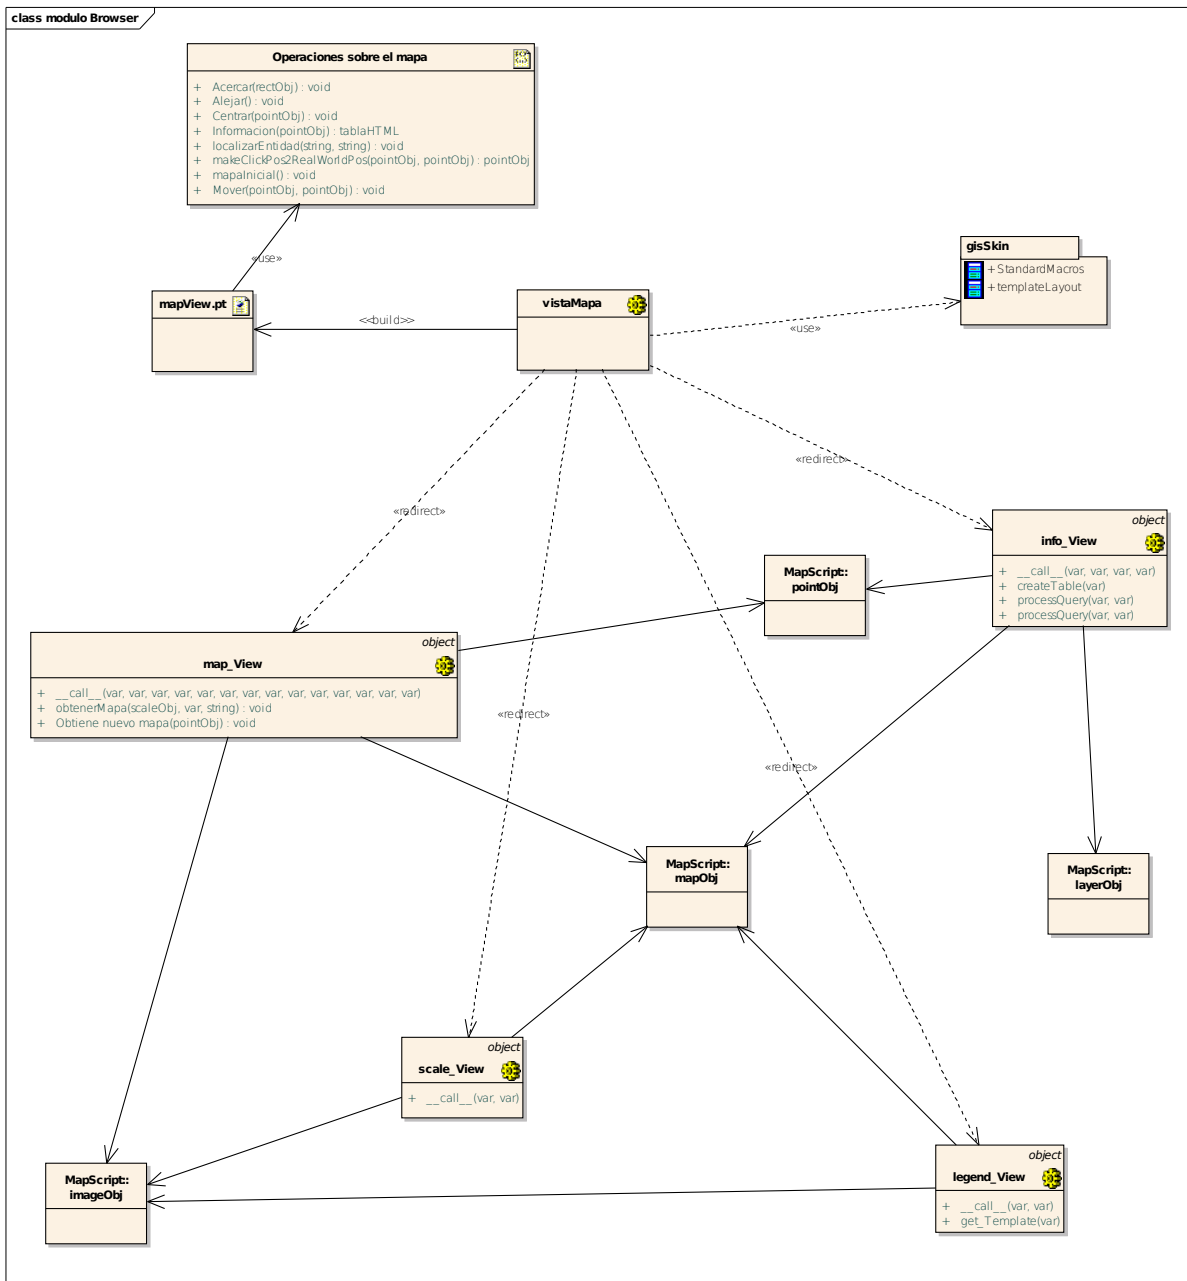 class modulo Browser
Operaciones sobre el mapa
+ Acercar(rectObj) : void
+ Alejar() : void
+ Centrar(pointObj) : void
+ Informacion(pointObj) : tablaHTML
+ localizarEntidad(string, string) : void
+ makeClickPos2RealWorldPos(pointObj, pointObj) : pointObj
+ mapaInicial() : void
+ Mover(pointObj, pointObj) : void
«use»
gisSkin
+ StandardMacros
+ templateLayout
mapView.pt
vistaMapa
<<build>>
«use»
«redirect»
«redirect»
object
info_View
+ __call__(var, var, var, var)
+ createTable(var)
+ processQuery(var, var)
+ processQuery(var, var)
MapScript::
pointObj
object
map_View
+ __call__(var, var, var, var, var, var, var, var, var, var, var, var, var, var, var, var)
+ obtenerMapa(scaleObj, var, string) : void
+ Obtiene nuevo mapa(pointObj) : void
«redirect»
«redirect»
MapScript::
mapObj
MapScript::
layerObj
object
scale_View
+ __call__(var, var)
MapScript::
imageObj
object
legend_View
+ __call__(var, var)
+ get_Template(var)